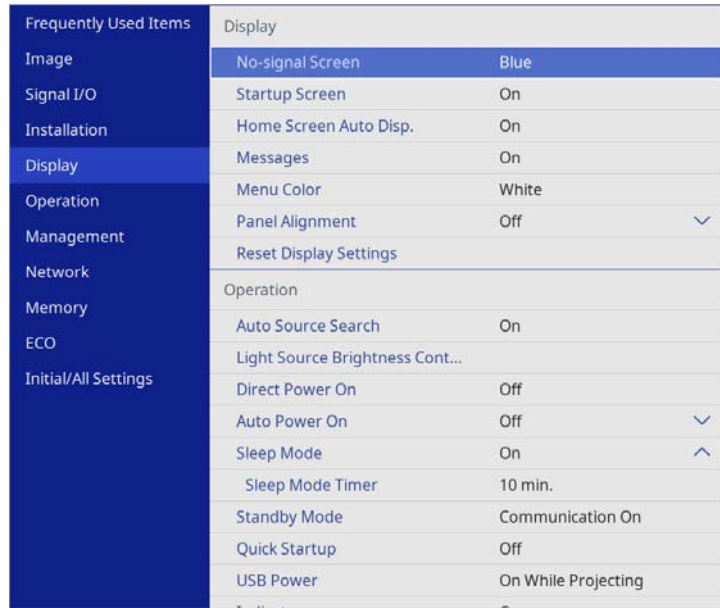 Frequently Used Items
Image
Signal I/O
Installation
Display
Operation
Management
Network
Memory
ECO
Initial/All Settings
Display
No-signal Screen Blue
Startup Screen On
Home Screen Auto Disp. On
Messages On
Menu Color White
Panel Alignment Off
Reset Display Settings
Operation
Auto Source Search On
Light Source Brightness Cont...
Direct Power On Off
Auto Power On Off
Sleep Mode On
Sleep Mode Timer 10 min.
Standby Mode Communication On
Quick Startup Off
USB Power On While Projecting